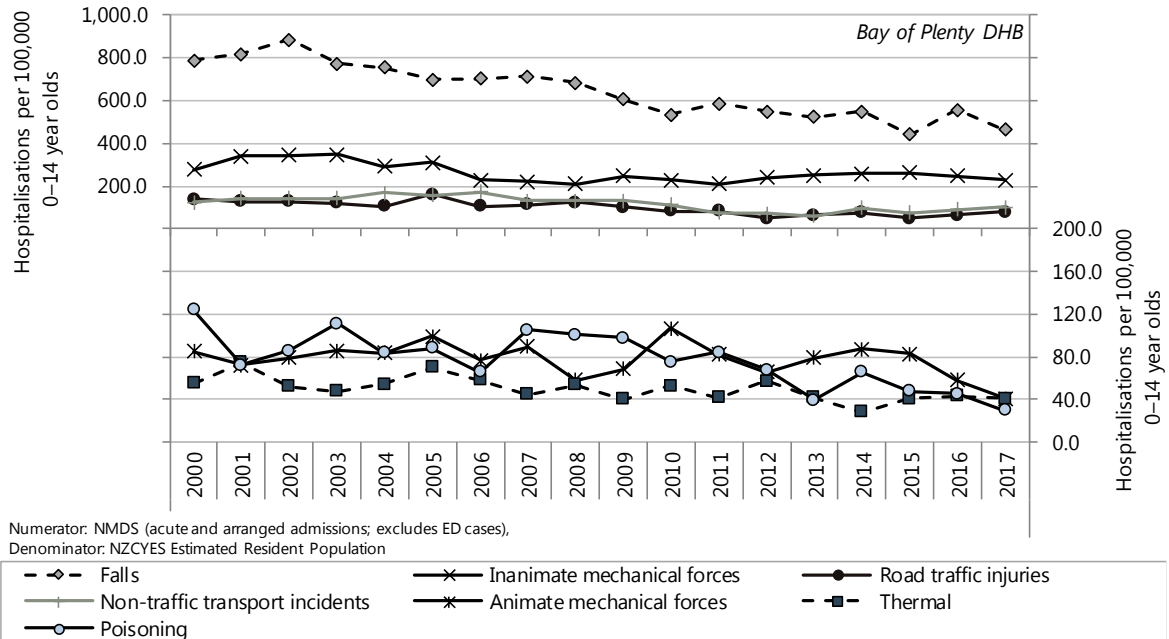 Hospitalisations per 100,000
0–14 year olds
1,000.0
800.0
600.0
400.0
200.0
Bay of Plenty DHB
200.0
160.0
120.0
80.0
40.0
0.0
Hospitalisations per 100,000
0–14 year olds
2000
2001
2002
2003
2004
2005
2006
2007
2008
2009
2010
2011
2012
2013
2014
2015
2016
2017
Numerator: NMDS (acute and arranged admissions; excludes ED cases),
Denominator: NZCYES Estimated Resident Population
Falls
Inanimate mechanical forces
Road traffic injuries
Non-traffic transport incidents
Animate mechanical forces
Thermal
Poisoning